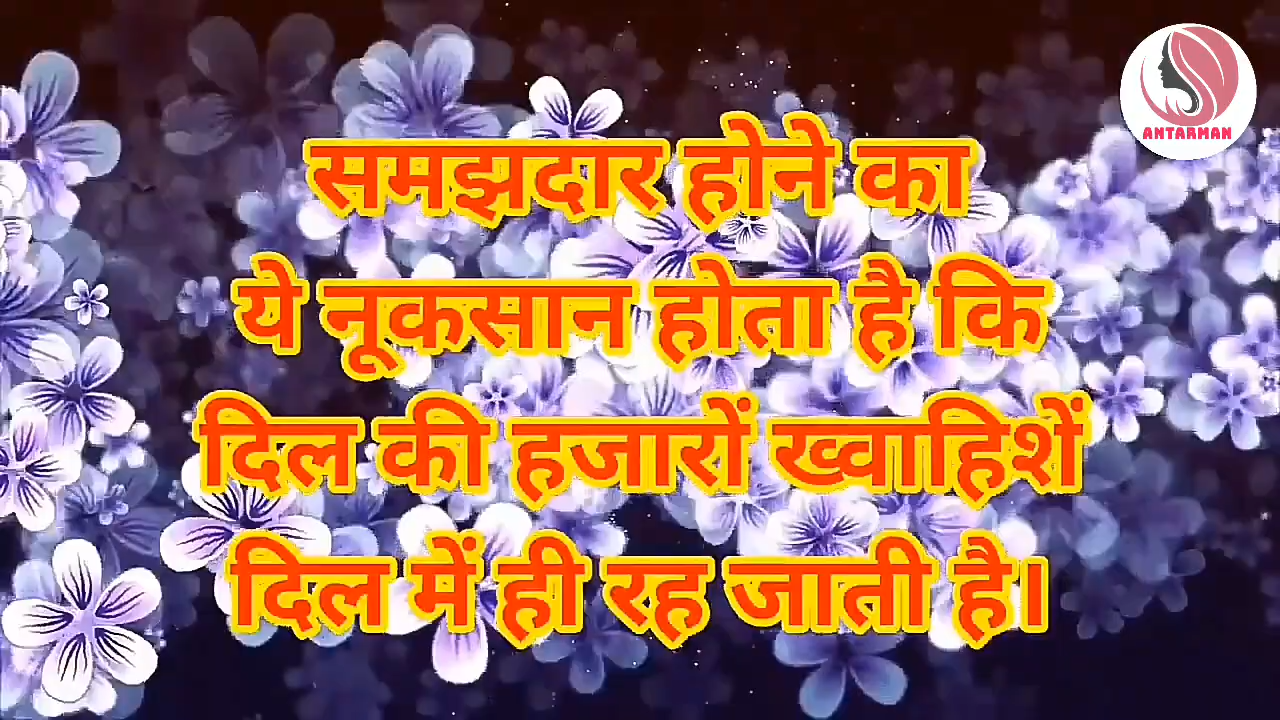 ANTARMAN
समझदार होने का
ये नूकसान होता है कि
दिल की हजारों ख्वाहिशें
दिल में ही रह जाती है।